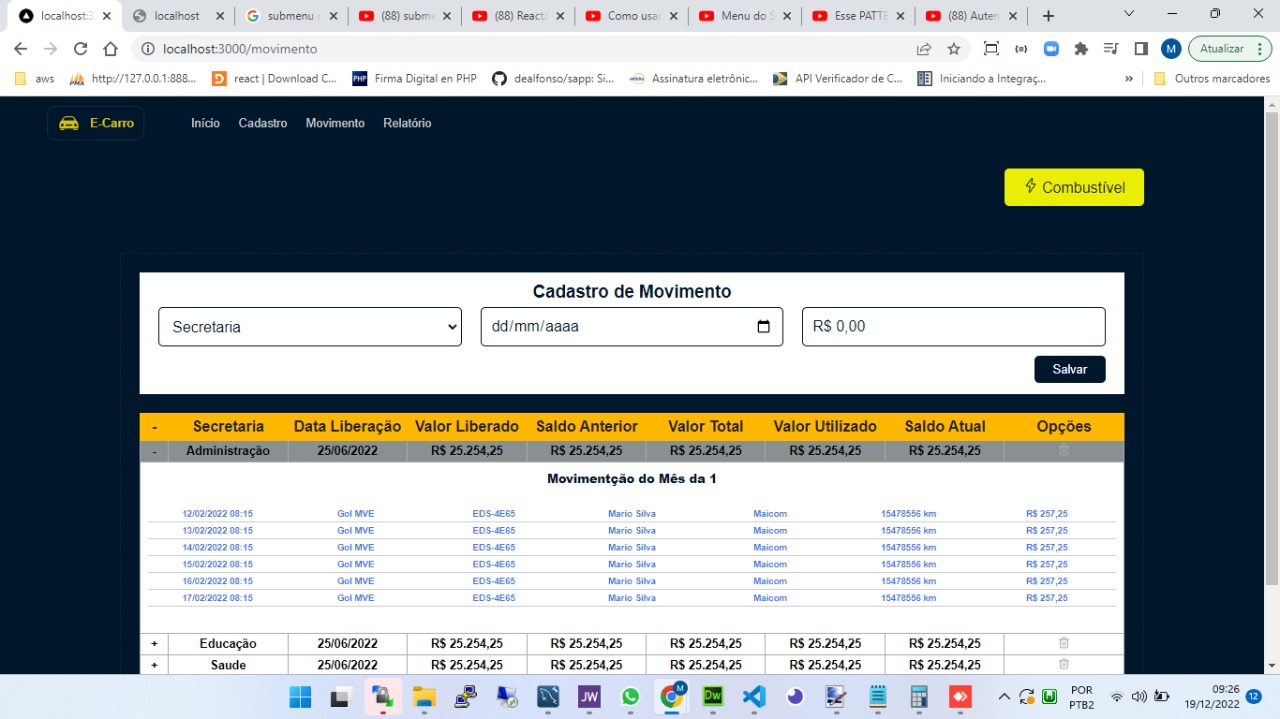 localhost:3
localhost
submenu c
(88) subme
(88) ReactJ
Como usar
Menu do S
Esse PATTE
(88) Auten
localhost:3000/movimento
M
Atualizar
aws
http://127.0.0.1:888...
react | Download C...
Firma Digital en PHP
dealfonso/sapp: Si...
Assinatura eletrônic...
API Verificador de C...
Iniciando a Integraç...
»
Outros marcadores
E-Carro
Início
Cadastro
Movimento
Relatório
Combustível
Cadastro de Movimento
Secretaria
dd/mm/aaaa
R$ 0,00
Salvar
- Secretaria Data Liberação Valor Liberado Saldo Anterior Valor Total Valor Utilizado Saldo Atual Opções
- Administração 25/06/2022 R$ 25.254,25 R$ 25.254,25 R$ 25.254,25 R$ 25.254,25 R$ 25.254,25
Movimentção do Mês da 1
12/02/2022 08:15 Gol MVE EDS-4E65 Mario Silva Maicom 15478556 km R$ 257,25
13/02/2022 08:15 Gol MVE EDS-4E65 Mario Silva Maicom 15478556 km R$ 257,25
14/02/2022 08:15 Gol MVE EDS-4E65 Mario Silva Maicom 15478556 km R$ 257,25
15/02/2022 08:15 Gol MVE EDS-4E65 Mario Silva Maicom 15478556 km R$ 257,25
16/02/2022 08:15 Gol MVE EDS-4E65 Mario Silva Maicom 15478556 km R$ 257,25
17/02/2022 08:15 Gol MVE EDS-4E65 Mario Silva Maicom 15478556 km R$ 257,25
+ Educação 25/06/2022 R$ 25.254,25 R$ 25.254,25 R$ 25.254,25 R$ 25.254,25 R$ 25.254,25
+ Saude 25/06/2022 R$ 25.254,25 R$ 25.254,25 R$ 25.254,25 R$ 25.254,25 R$ 25.254,25
JW
M
Dw
POR
PTB2
09:26
19/12/2022
12